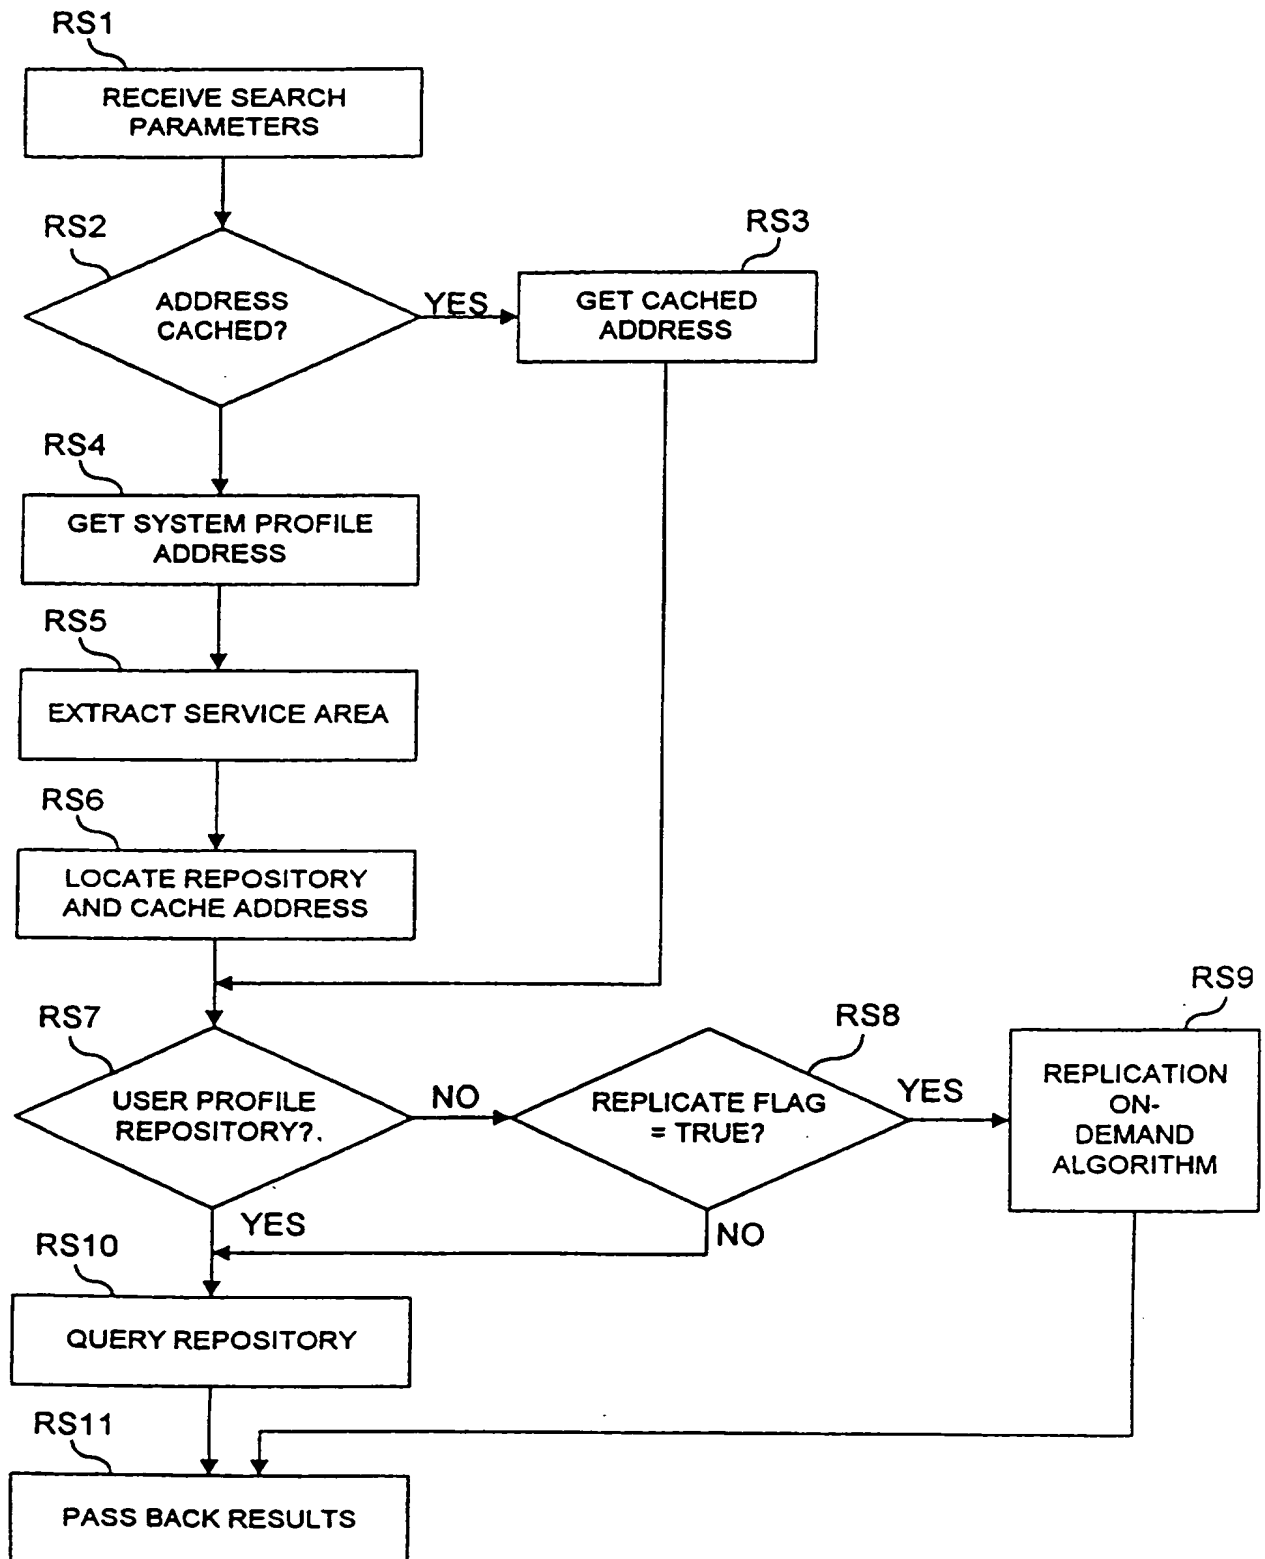 RS1
RECEIVE SEARCH
PARAMETERS
RS2
ADDRESS
CACHED?
YES
RS3
GET CACHED
ADDRESS
RS4
GET SYSTEM PROFILE
ADDRESS
RS5
EXTRACT SERVICE AREA
RS6
LOCATE REPOSITORY
AND CACHE ADDRESS
RS7
USER PROFILE
REPOSITORY?
NO
YES
RS8
REPLICATE FLAG
= TRUE?
YES
NO
RS9
REPLICATION
ON-
DEMAND
ALGORITHM
RS10
QUERY REPOSITORY
RS11
PASS BACK RESULTS